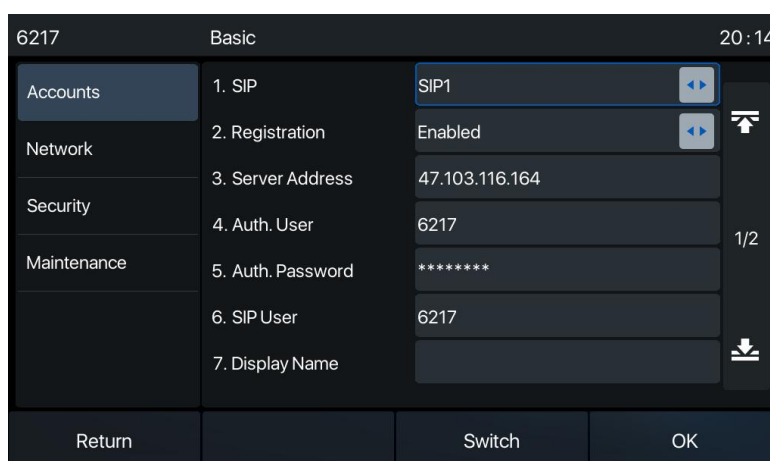 6217 Basic 20:14
Accounts
Network
Security
Maintenance
1. SIP SIP1
2. Registration Enabled
3. Server Address 47.103.116.164
4. Auth. User 6217
5. Auth. Password ********
6. SIP User 6217
7. Display Name
1/2
Return Switch OK